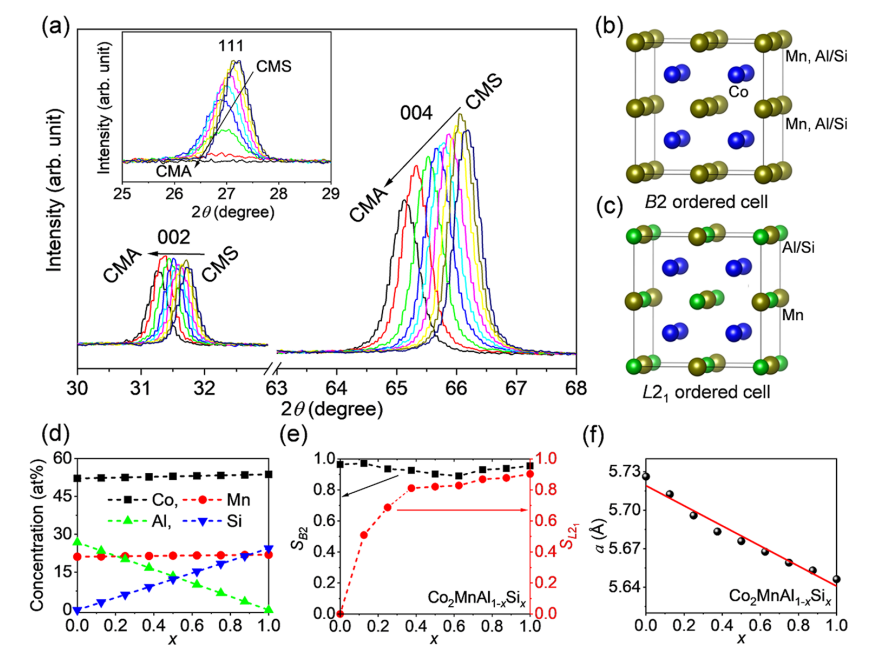 (a)
Intensity (arb. unit)
111
CMS
CMA
25 26 27 28 29
2θ (degree)
Intensity (arb. unit)
002
CMA
CMS
004
CMS
CMA
30 31 32 63 64 65 66 67 68
2θ (degree)
(b)
Mn, Al/Si
Co
Mn, Al/Si
B2 ordered cell
(c)
Al/Si
Mn
L2₁ ordered cell
(d)
Concentration (at%)
60
45
30
15
0
Co, Mn
Al, Si
0.0 0.2 0.4 0.6 0.8 1.0
x
(e)
S_B2
1.0
0.8
0.6
0.4
0.2
0.0
1.0
0.8
0.6
0.4
0.2
0.0
S_L2₁
Co₂MnAl₁₋ₓSiₓ
0.0 0.2 0.4 0.6 0.8 1.0
x
(f)
a (Å)
5.73
5.70
5.67
5.64
Co₂MnAl₁₋ₓSiₓ
0.0 0.2 0.4 0.6 0.8 1.0
x